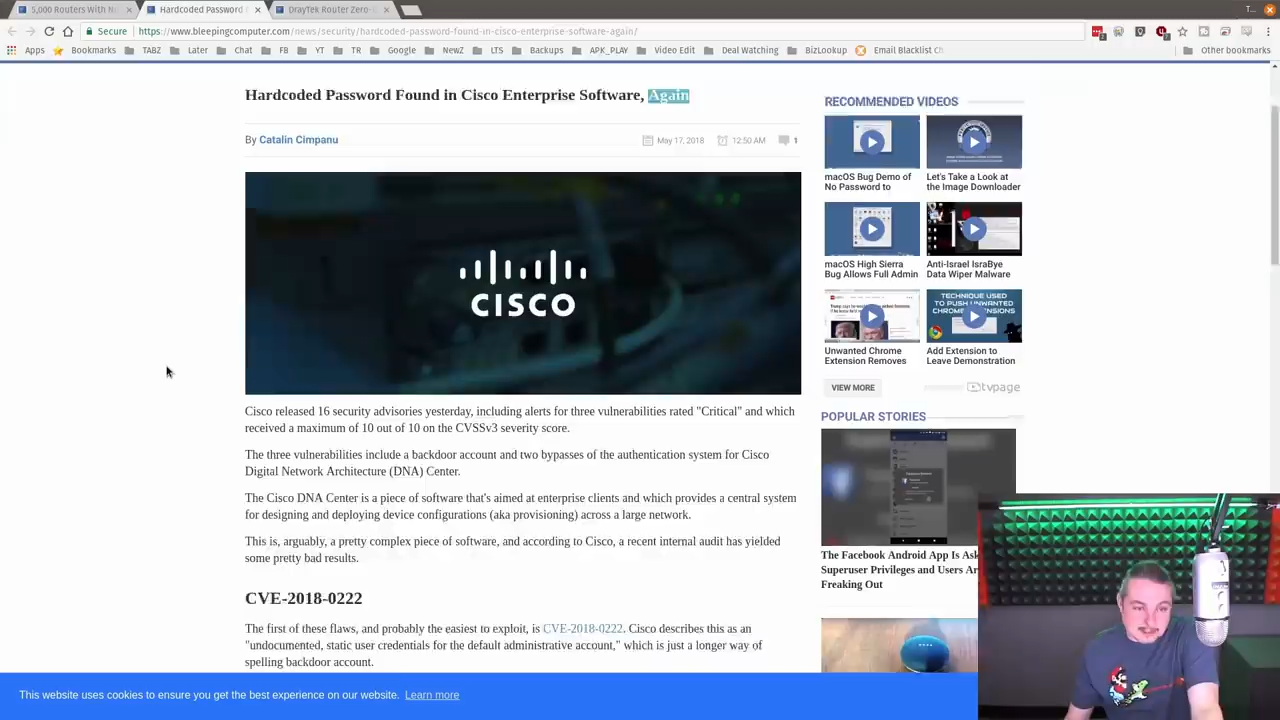 5,000 Routers With N
Hardcoded Password
DrayTek Router Zero-
Secure
https://www.bleepingcomputer.com/news/security/hardcoded-password-found-in-cisco-enterprise-software-again/
Apps
Bookmarks
TABZ
Later
Chat
FB
YT
TR
Google
NewZ
LTS
Backups
APK_PLAY
Video Edit
Deal Watching
BizLookup
Email Blacklist Ch
Other bookmarks
Hardcoded Password Found in Cisco Enterprise Software, Again
By Catalin Cimpanu
May 17, 2018
12:50 AM
1
CISCO
Cisco released 16 security advisories yesterday, including alerts for three vulnerabilities rated "Critical" and which
received a maximum of 10 out of 10 on the CVSSv3 severity score.
The three vulnerabilities include a backdoor account and two bypasses of the authentication system for Cisco
Digital Network Architecture (DNA) Center.
The Cisco DNA Center is a piece of software that's aimed at enterprise clients and which provides a central system
for designing and deploying device configurations (aka provisioning) across a large network.
This is, arguably, a pretty complex piece of software, and according to Cisco, a recent internal audit has yielded
some pretty bad results.
CVE-2018-0222
The first of these flaws, and probably the easiest to exploit, is CVE-2018-0222. Cisco describes this as an
"undocumented, static user credentials for the default administrative account," which is just a longer way of
spelling backdoor account.
RECOMMENDED VIDEOS
macOS Bug Demo of
No Password to
Let's Take a Look at
the Image Downloader
macOS High Sierra
Bug Allows Full Admin
Anti-Israel IsraBye
Data Wiper Malware
TECHNIQUE USED
TO PUSH UNWANTED
CHROME EXTENSIONS
Unwanted Chrome
Extension Removes
Add Extension to
Leave Demonstration
VIEW MORE
tvpage
POPULAR STORIES
The Facebook Android App Is Ask
Superuser Privileges and Users Ar
Freaking Out
This website uses cookies to ensure you get the best experience on our website. Learn more